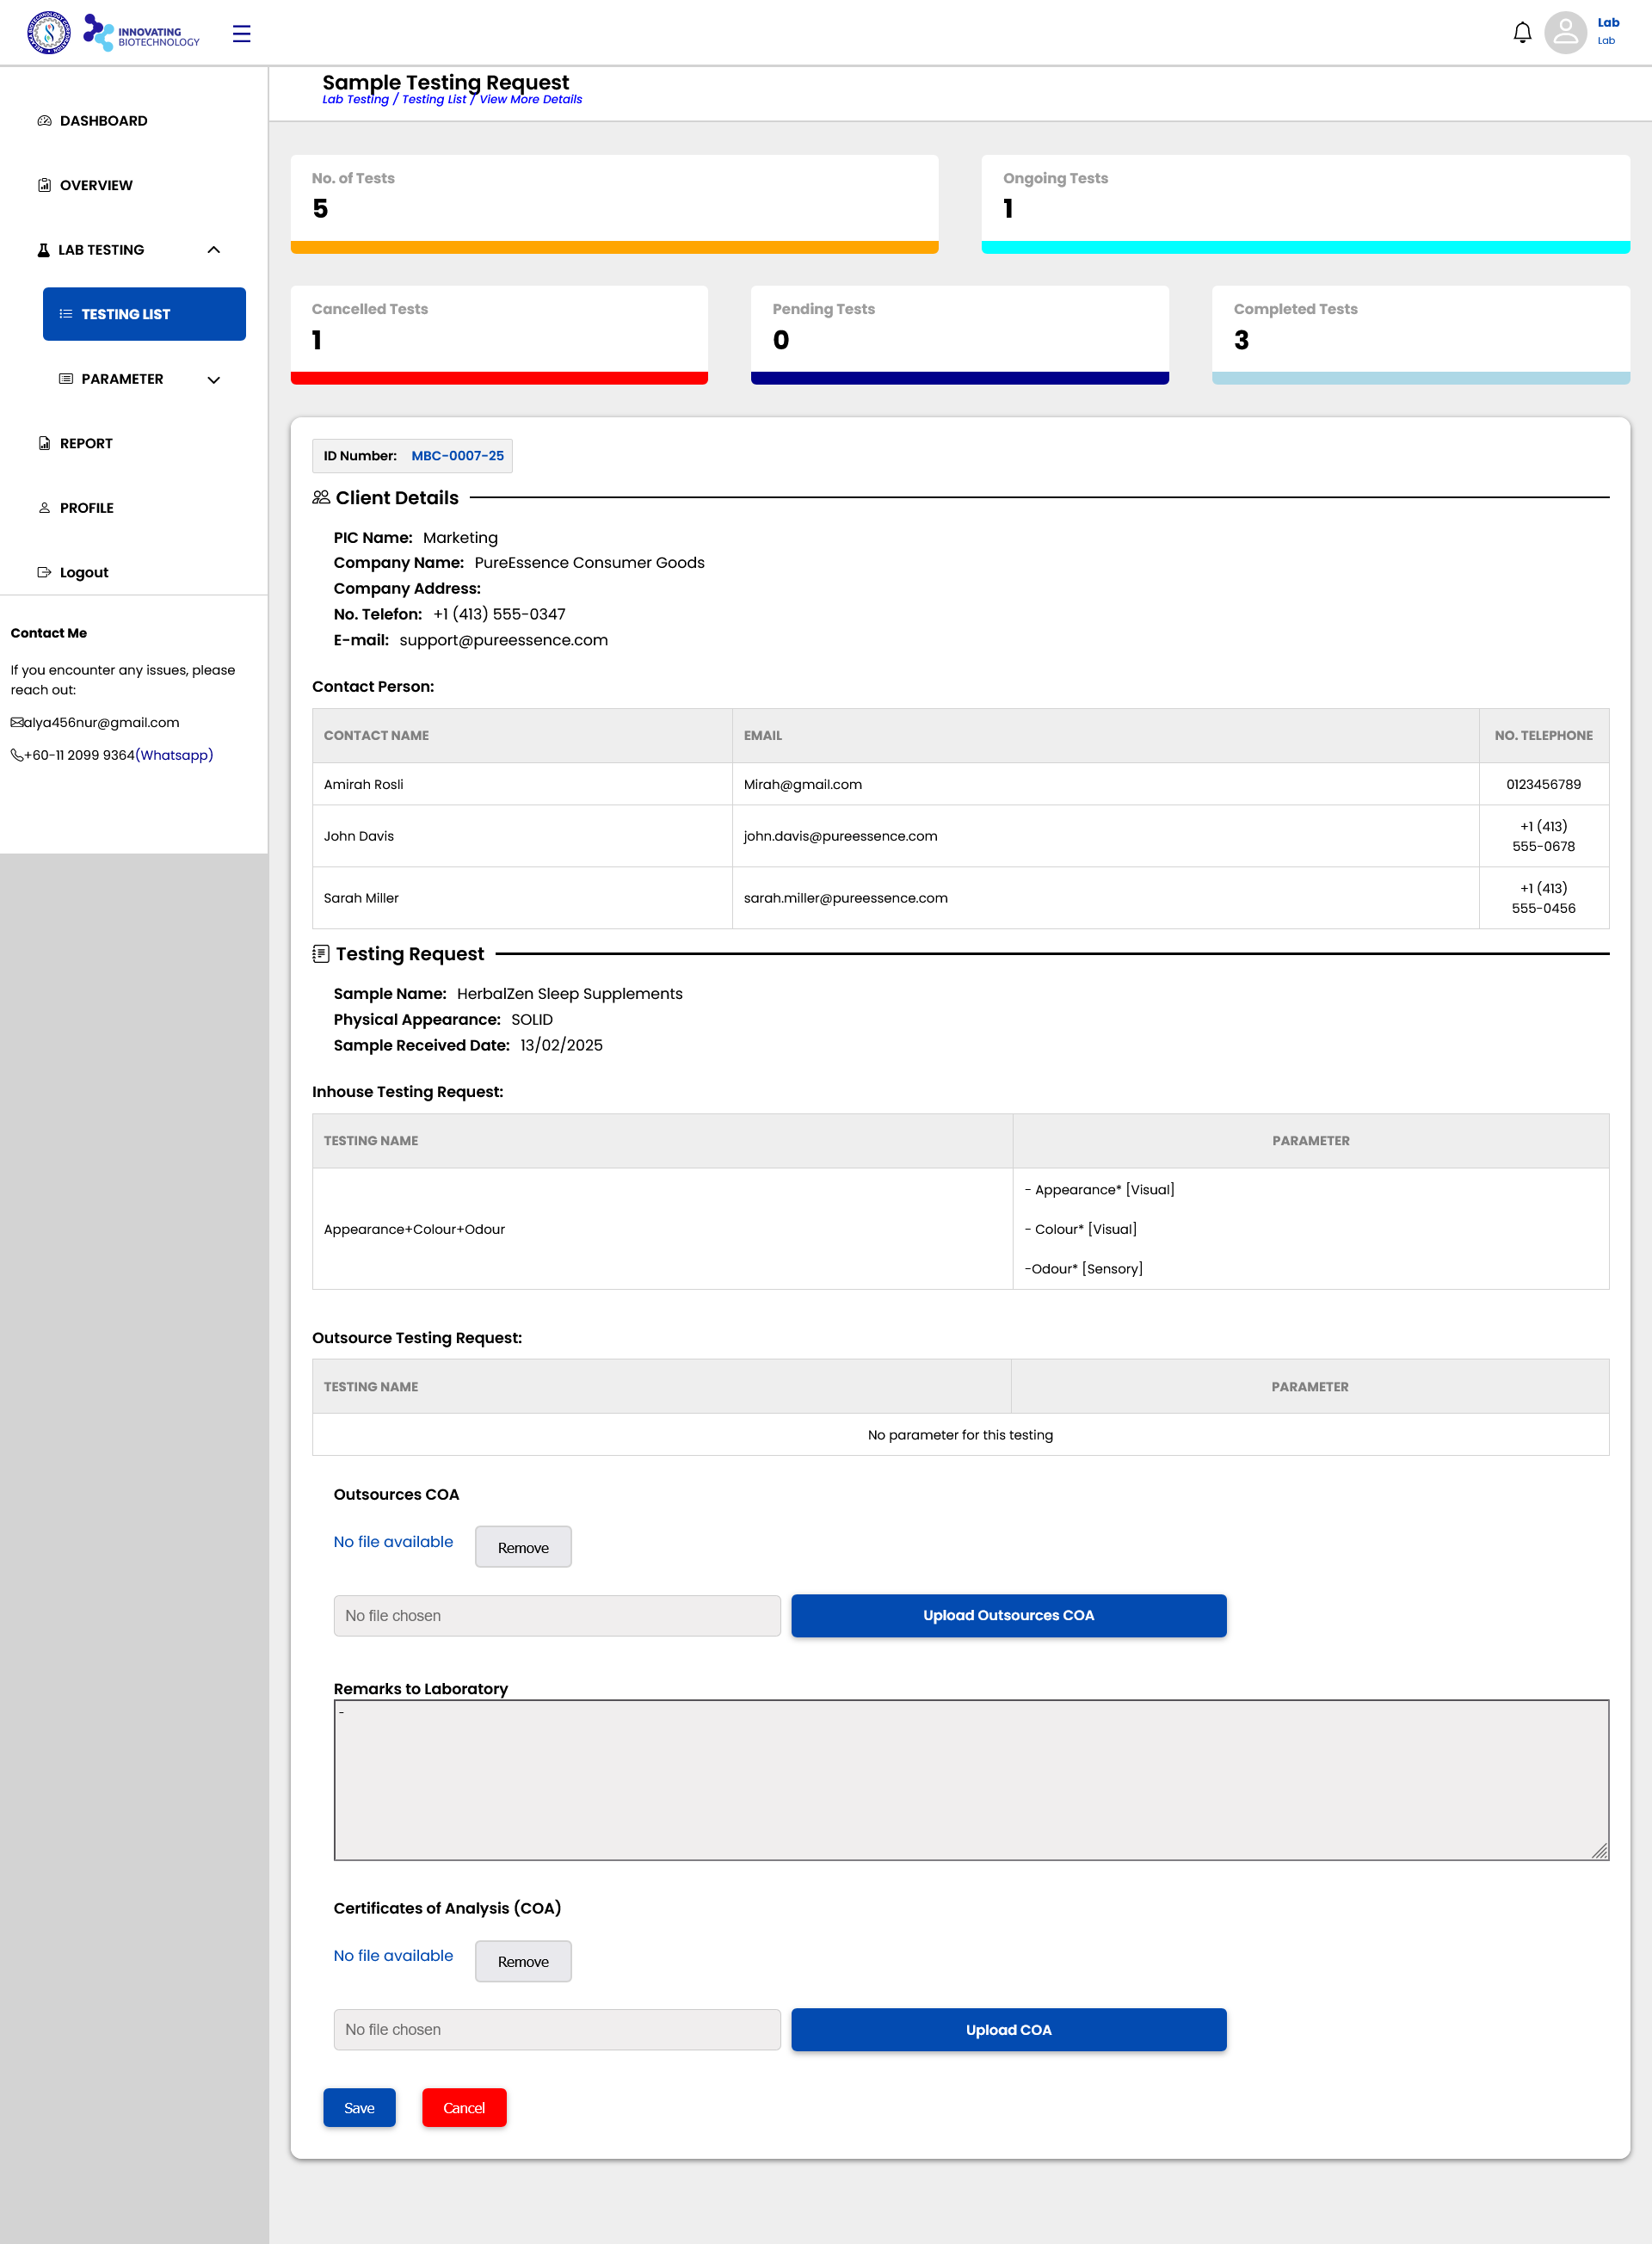 INNOVATING
BIOTECHNOLOGY
Lab
Lab
DASHBOARD
OVERVIEW
LAB TESTING
TESTING LIST
PARAMETER
REPORT
PROFILE
Logout
Contact Me
If you encounter any issues, please
reach out:
alya456nur@gmail.com
+60-11 2099 9364(Whatsapp)
Sample Testing Request
Lab Testing / Testing List / View More Details
No. of Tests
5
Ongoing Tests
1
Cancelled Tests
1
Pending Tests
0
Completed Tests
3
ID Number: MBC-0007-25
Client Details
PIC Name: Marketing
Company Name: PureEssence Consumer Goods
Company Address:
No. Telefon: +1 (413) 555-0347
E-mail: support@pureessence.com
Contact Person:
CONTACT NAME EMAIL NO. TELEPHONE
Amirah Rosli Mirah@gmail.com 0123456789
John Davis john.davis@pureessence.com +1 (413)
555-0678
Sarah Miller sarah.miller@pureessence.com +1 (413)
555-0456
Testing Request
Sample Name: HerbalZen Sleep Supplements
Physical Appearance: SOLID
Sample Received Date: 13/02/2025
Inhouse Testing Request:
TESTING NAME PARAMETER
Appearance+Colour+Odour
- Appearance* [Visual]
- Colour* [Visual]
-Odour* [Sensory]
Outsource Testing Request:
TESTING NAME PARAMETER
No parameter for this testing
Outsources COA
No file available Remove
No file chosen Upload Outsources COA
Remarks to Laboratory
-
Certificates of Analysis (COA)
No file available Remove
No file chosen Upload COA
Save Cancel